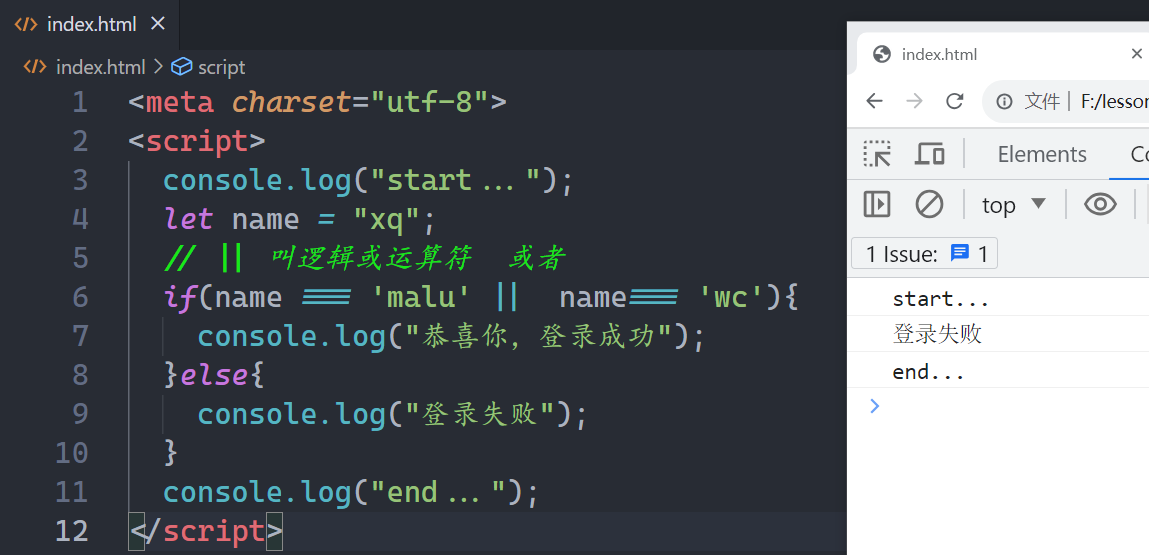 index.html
index.html > script
1 <meta charset="utf-8">
2 <script>
3 console.log("start...");
4 let name = "xq";
5 // || 叫逻辑或运算符 或者
6 if(name === 'malu' || name=== 'wc'){
7 console.log("恭喜你，登录成功");
8 }else{
9 console.log("登录失败");
10 }
11 console.log("end...");
12 </script>
index.html
文件 | F:/lesson
Elements
top
1 Issue: 1
start...
登录失败
end...